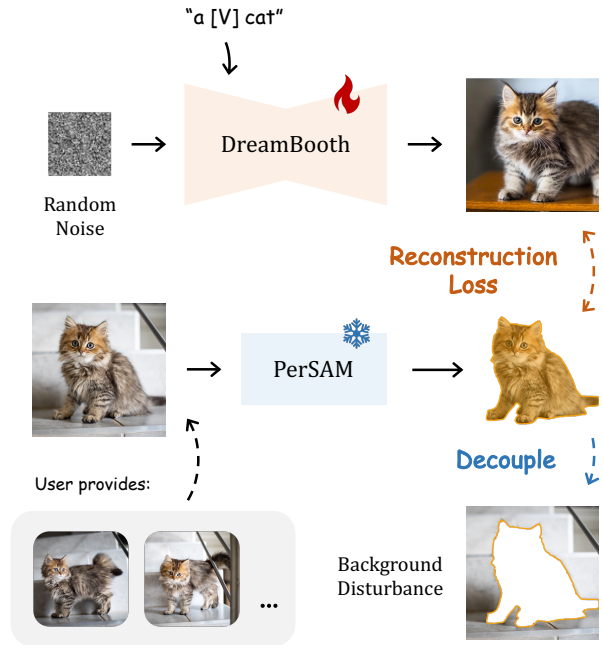 “a [V] cat”
DreamBooth
Random
Noise
Reconstruction
Loss
PerSAM
Decouple
User provides:
Background
Disturbance
...